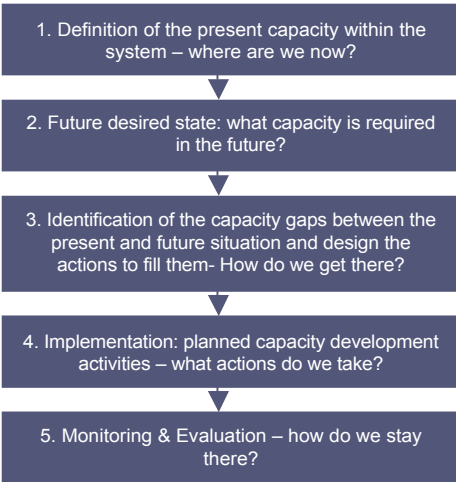 1. Definition of the present capacity within the
system – where are we now?
2. Future desired state: what capacity is required
in the future?
3. Identification of the capacity gaps between the
present and future situation and design the
actions to fill them- How do we get there?
4. Implementation: planned capacity development
activities – what actions do we take?
5. Monitoring & Evaluation – how do we stay
there?